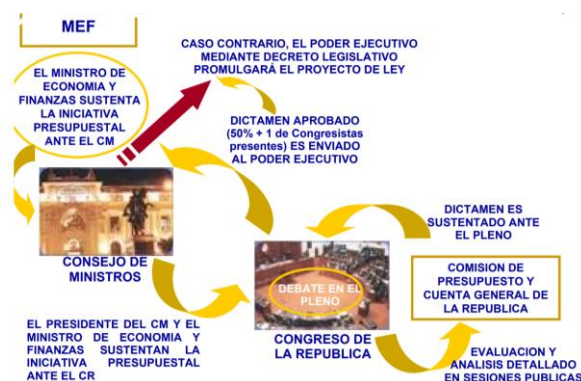 MEF
EL MINISTRO DE
ECONOMIA Y
FINANZAS SUSTENTA
LA INICIATIVA
PRESUPUESTAL
ANTE EL CM
CASO CONTRARIO, EL PODER EJECUTIVO
MEDIANTE DECRETO LEGISLATIVO
PROMULGARÁ EL PROYECTO DE LEY
DICTAMEN APROBADO
(50% + 1 de Congresistas
presentes) ES ENVIADO
AL PODER EJECUTIVO
CONSEJO DE
MINISTROS
DICTAMEN ES
SUSTENTADO ANTE
EL PLENO
DEBATE EN EL
PLENO
COMISION DE
PRESUPUESTO Y
CUENTA GENERAL DE
LA REPUBLICA
CONGRESO DE
LA REPUBLICA
EL PRESIDENTE DEL CM Y EL
MINISTRO DE ECONOMIA Y
FINANZAS SUSTENTAN LA
INICIATIVA PRESUPUESTAL
ANTE EL CR
EVALUACION Y
ANALISIS DETALLADO
EN SESIONES PUBLICAS